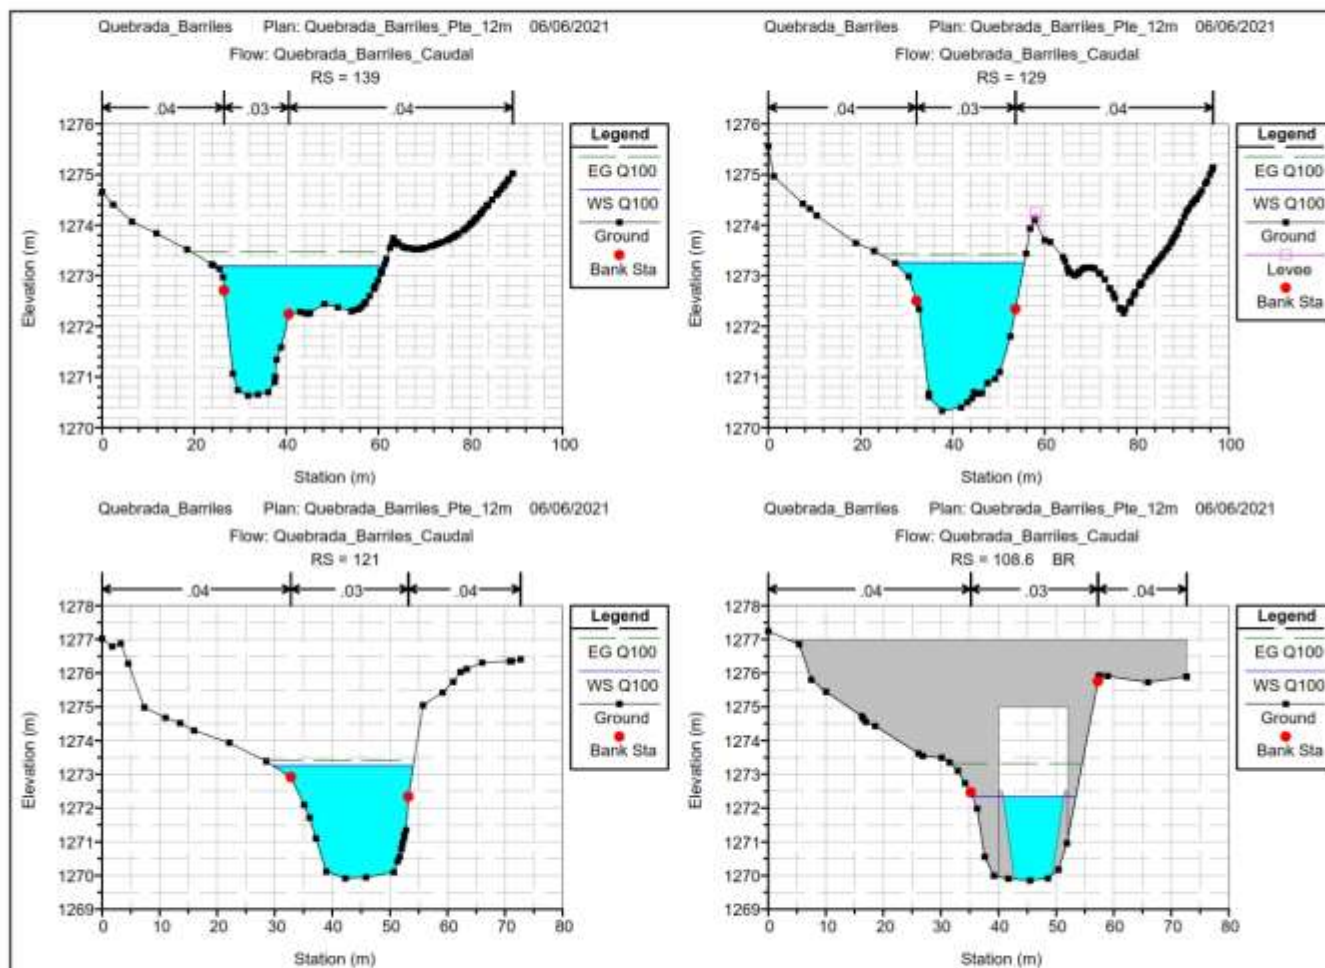 Quebrada_Barriles Plan: Quebrada_Barriles_Pte_12m 06/06/2021
Flow: Quebrada_Barriles_Caudal
RS = 139
.04 .03 .04
1276
1275
1274
1273
1272
1271
1270
0 20 40 60 80 100
Elevation (m)
Station (m)
Legend
EG Q100
WS Q100
Ground
Bank Sta
Quebrada_Barriles Plan: Quebrada_Barriles_Pte_12m 06/06/2021
Flow: Quebrada_Barriles_Caudal
RS = 129
.04 .03 .04
1276
1275
1274
1273
1272
1271
1270
0 20 40 60 80 100
Elevation (m)
Station (m)
Legend
EG Q100
WS Q100
Ground
Levee
Bank Sta
Quebrada_Barriles Plan: Quebrada_Barriles_Pte_12m 06/06/2021
Flow: Quebrada_Barriles_Caudal
RS = 121
.04 .03 .04
1278
1277
1276
1275
1274
1273
1272
1271
1270
1269
0 10 20 30 40 50 60 70 80
Elevation (m)
Station (m)
Legend
EG Q100
WS Q100
Ground
Bank Sta
Quebrada_Barriles Plan: Quebrada_Barriles_Pte_12m 06/06/2021
Flow: Quebrada_Barriles_Caudal
RS = 108.6 BR
.04 .03 .04
1278
1277
1276
1275
1274
1273
1272
1271
1270
1269
0 10 20 30 40 50 60 70 80
Elevation (m)
Station (m)
Legend
EG Q100
WS Q100
Ground
Bank Sta